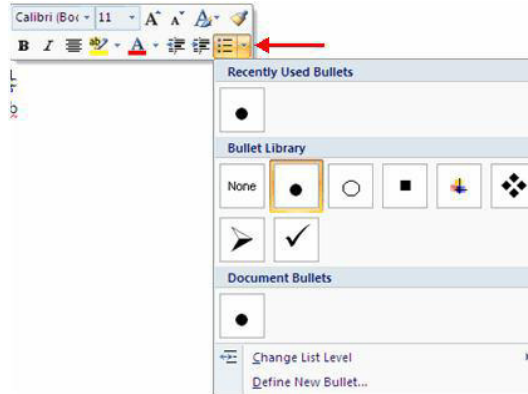 Calibri (Boc 11 A A A
B I A
Recently Used Bullets
Bullet Library
None
Document Bullets
Change List Level
Define New Bullet...